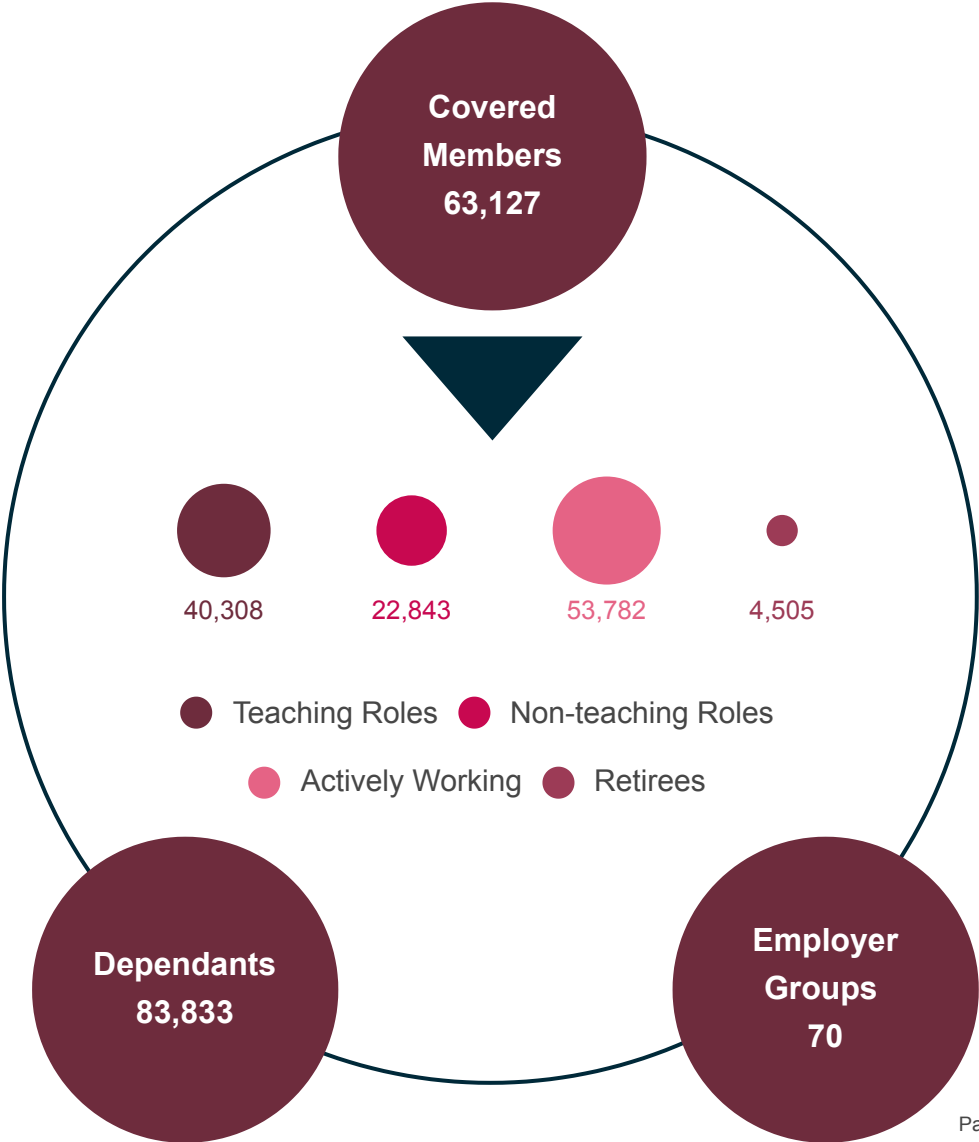 Covered
Members
63,127
40,308 22,843 53,782 4,505
Teaching Roles Non-teaching Roles
Actively Working Retirees
Dependants
83,833
Employer
Groups
70
Pa